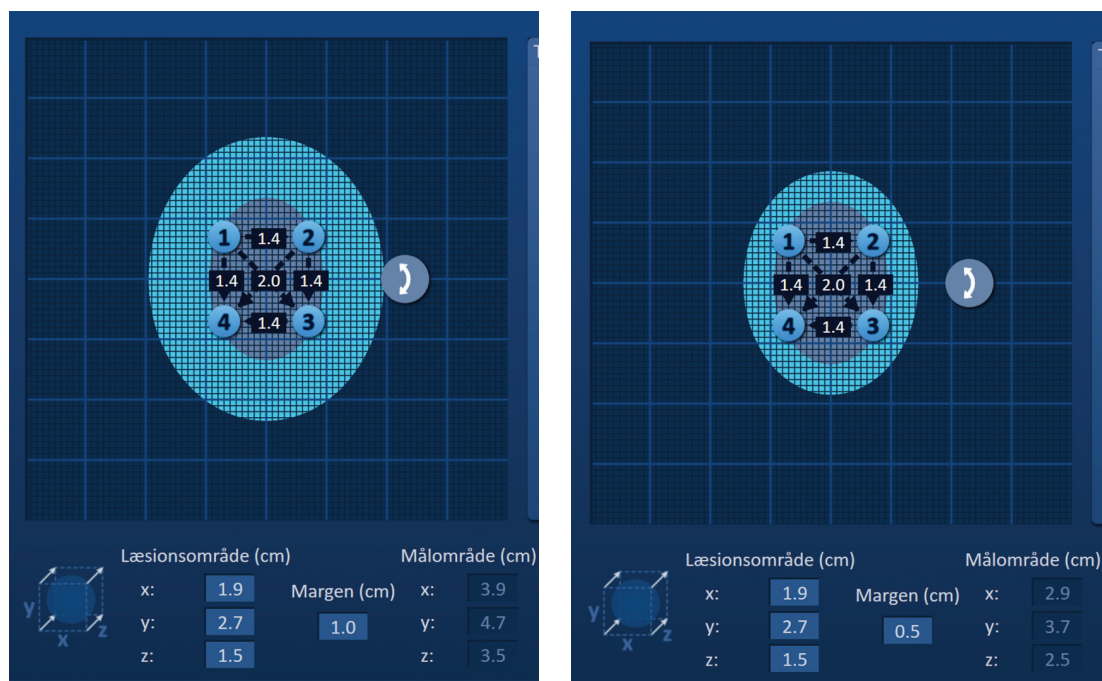 1 1.4 2
1.4 2.0 1.4
4 1.4 3
Læsionsområde (cm) Målområde (cm)
x: 1.9 Margen (cm) x: 3.9
y: 2.7 1.0 y: 4.7
z: 1.5 z: 3.5
y x z
T
1 1.4 2
1.4 2.0 1.4
4 1.4 3
Læsionsområde (cm) Målområde (cm)
x: 1.9 Margen (cm) x: 2.9
y: 2.7 0.5 y: 3.7
z: 1.5 z: 2.5
y x z